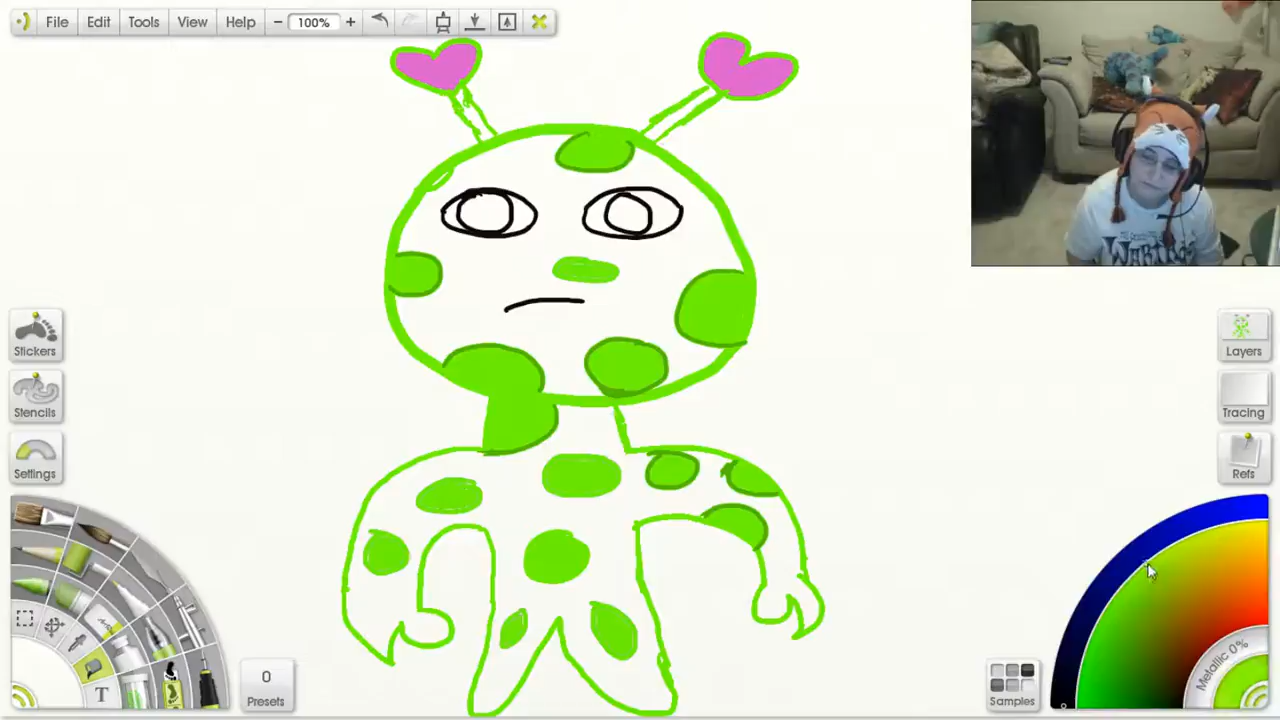 File Edit Tools View Help 100%
Stickers
Stencils
Settings
T
0
Presets
Layers
Tracing
Refs
Metallic 0%
Samples